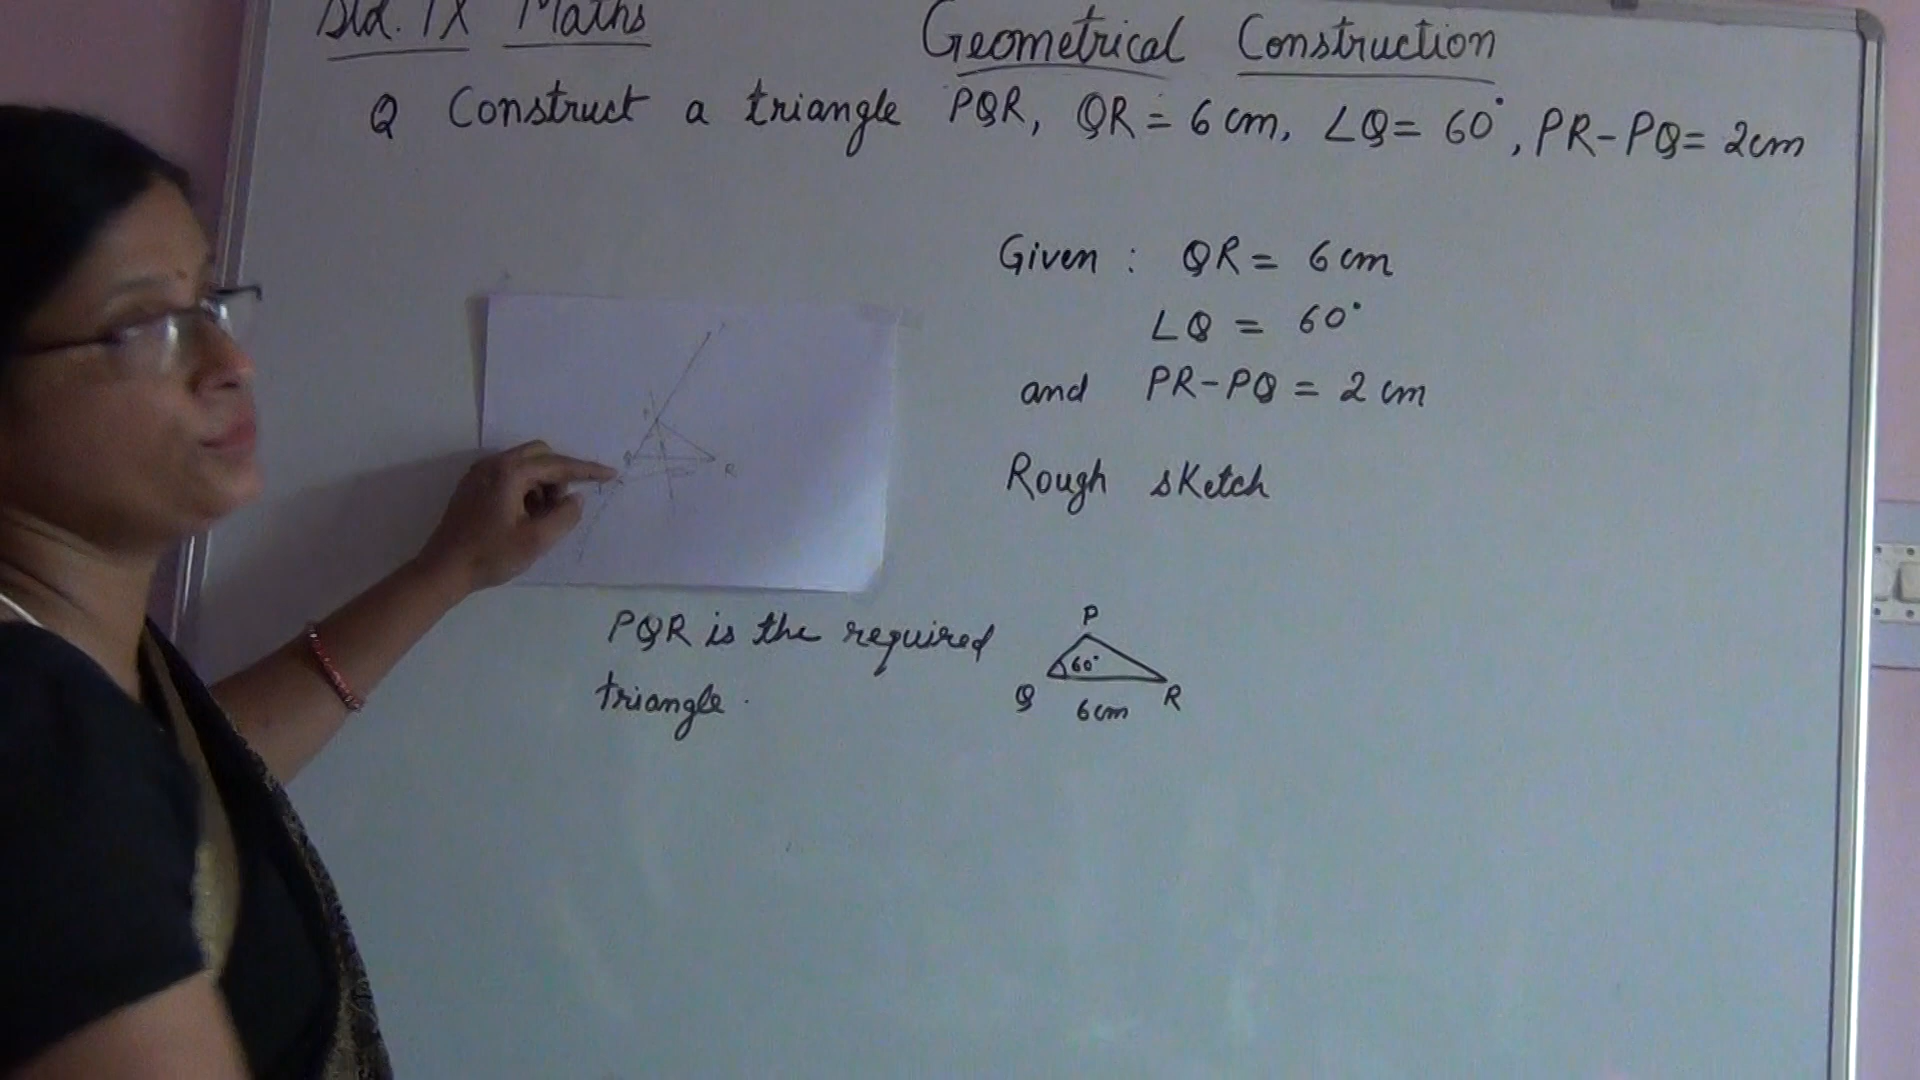 Std. IX Maths
Geometrical Construction
Q Construct a triangle PQR, QR = 6 cm, ∠Q = 60°, PR-PQ = 2cm
Given : QR = 6 cm
∠Q = 60°
and PR-PQ = 2 cm
Rough sketch
PQR is the required
triangle.
P
60°
Q R
6cm
R